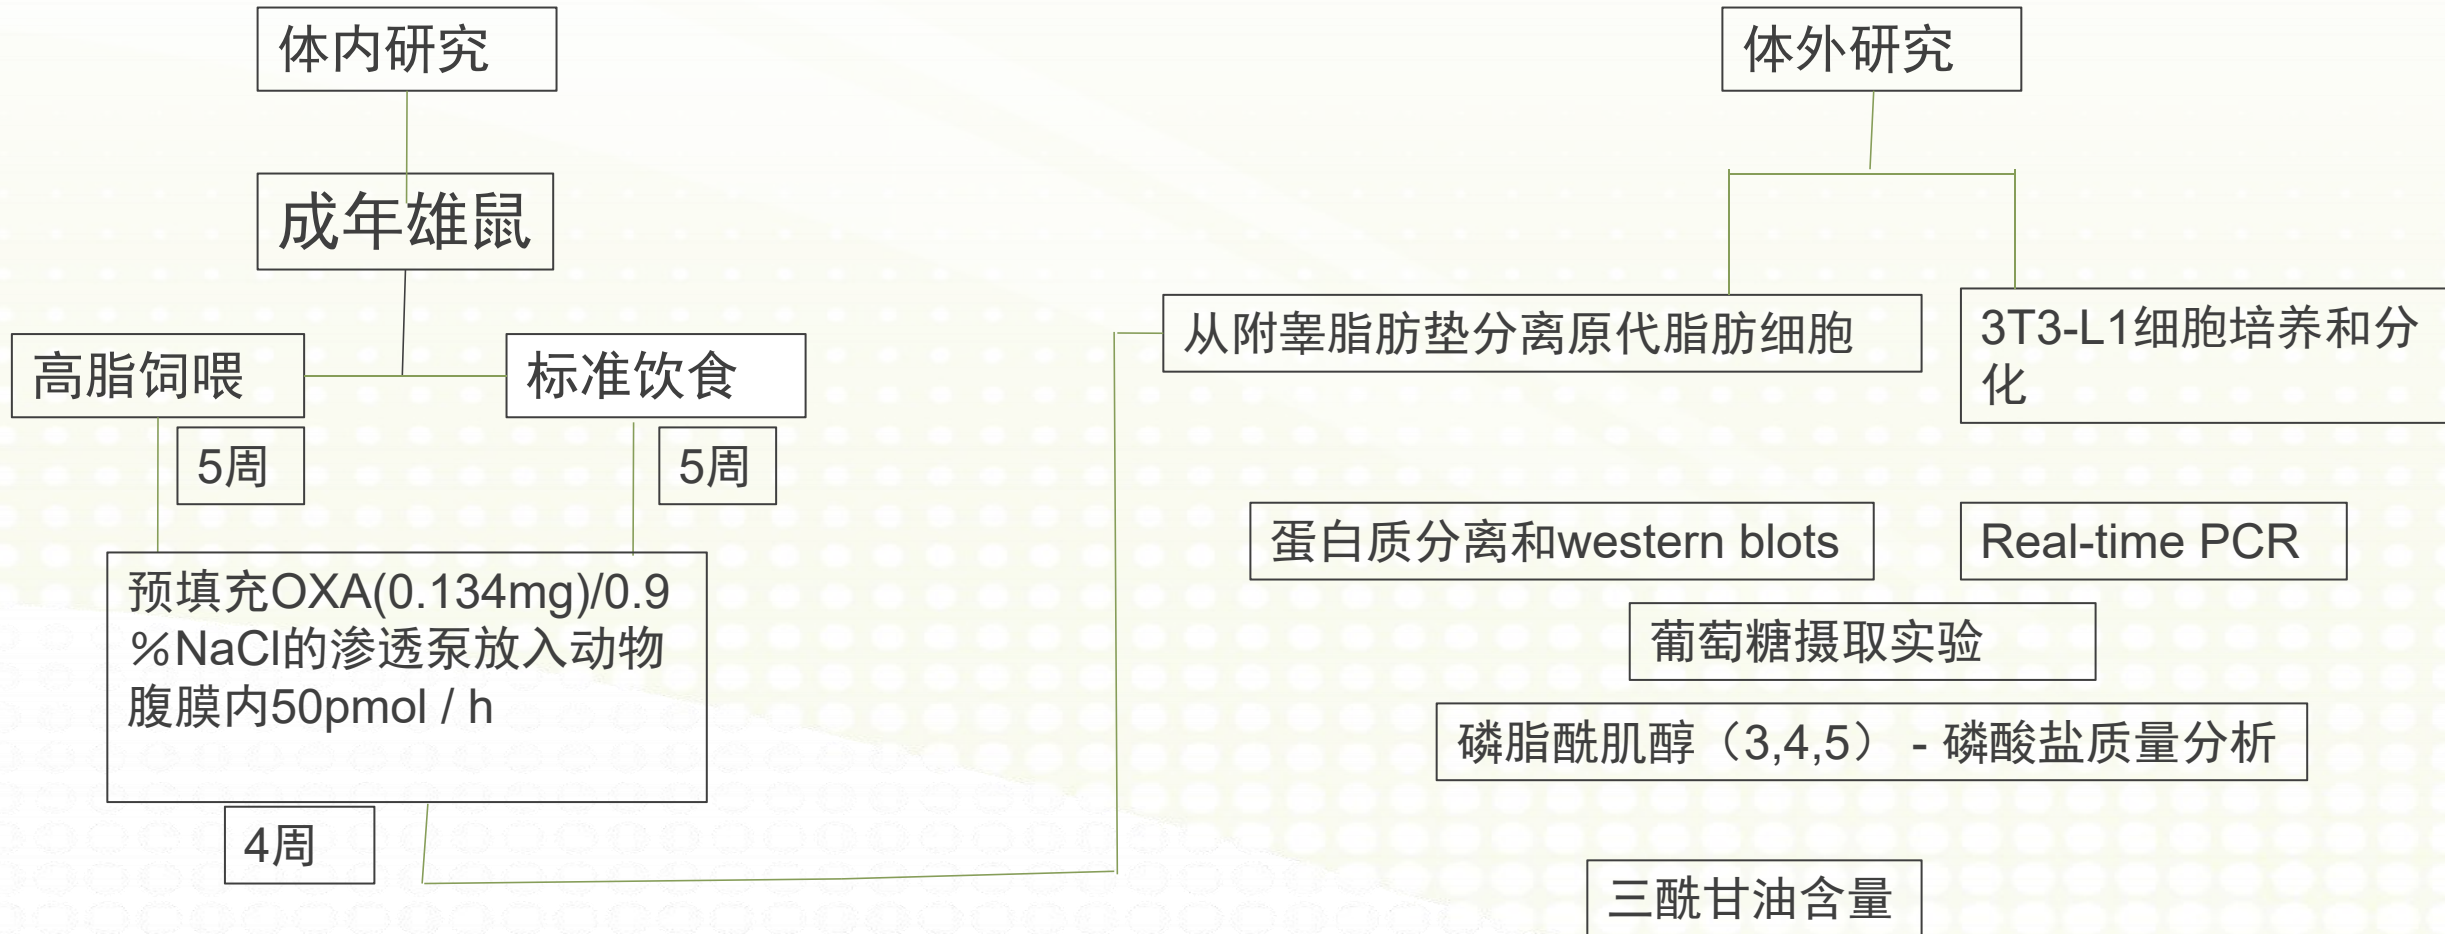 体内研究
体外研究
成年雄鼠
高脂饲喂
标准饮食
从附睾脂肪垫分离原代脂肪细胞
3T3-L1细胞培养和分
化
5周
5周
蛋白质分离和western blots
Real-time PCR
预填充OXA(0.134mg)/0.9
%NaCl的渗透泵放入动物
腹膜内50pmol / h
葡萄糖摄取实验
磷脂酰肌醇（3,4,5） - 磷酸盐质量分析
4周
三酰甘油含量